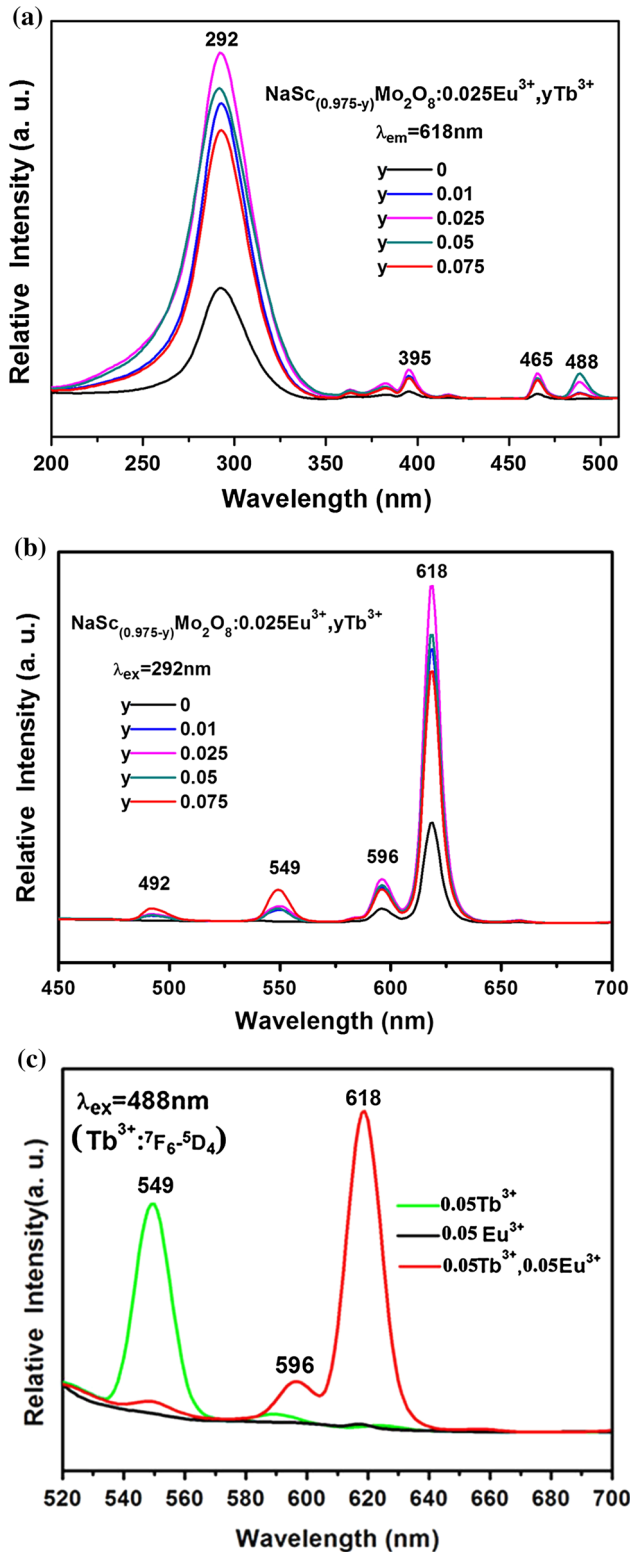 (a)
292
NaSc(0.975-y)Mo2O8:0.025Eu3+,yTb3+
λem=618nm
y 0
y 0.01
y 0.025
y 0.05
y 0.075
395
465
488
Relative Intensity (a. u.)
200 250 300 350 400 450 500
Wavelength (nm)
(b)
618
NaSc(0.975-y)Mo2O8:0.025Eu3+,yTb3+
λex=292nm
y 0
y 0.01
y 0.025
y 0.05
y 0.075
492
549
596
Relative Intensity (a. u.)
450 500 550 600 650 700
Wavelength (nm)
(c)
λex=488nm
(Tb3+:7F6-5D4)
618
549
0.05Tb3+
0.05 Eu3+
0.05Tb3+,0.05Eu3+
596
Relative Intensity(a. u.)
520 540 560 580 600 620 640 660 680 700
Wavelength (nm)